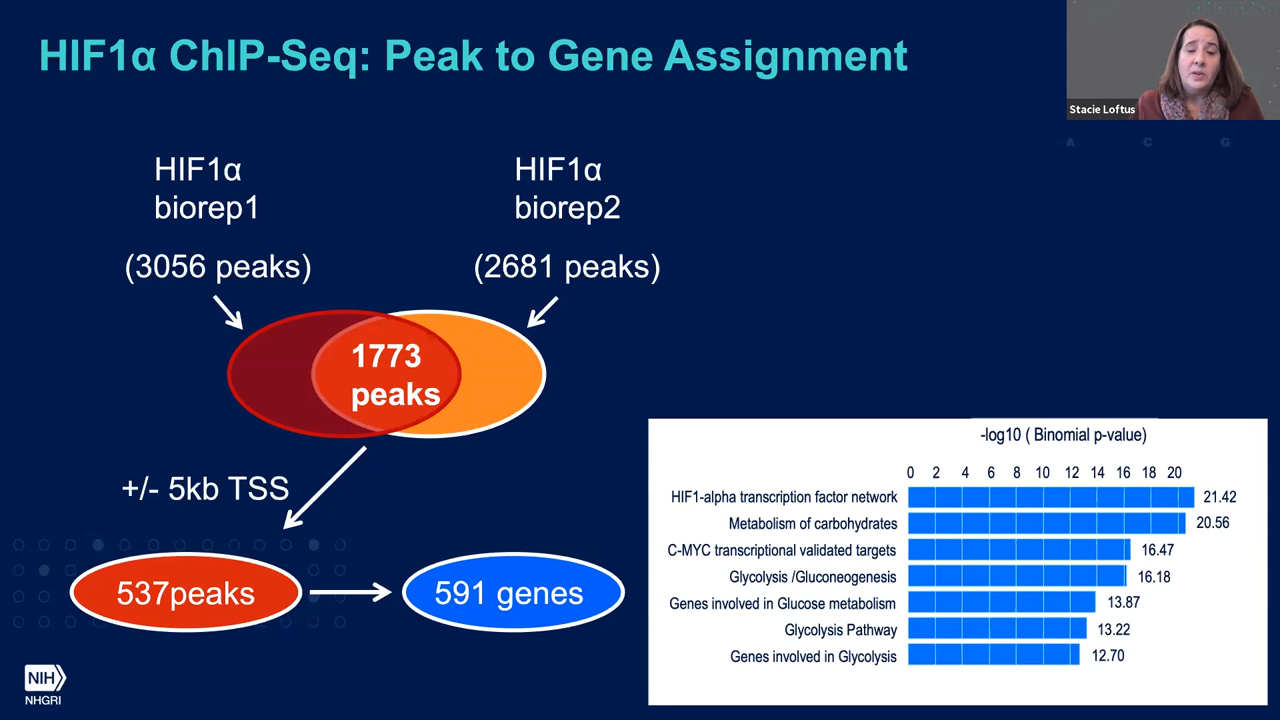 HIF1α ChIP-Seq: Peak to Gene Assignment
Stacie Loftus
A C G
HIF1α
biorep1
(3056 peaks)
HIF1α
biorep2
(2681 peaks)
1773
peaks
+/- 5kb TSS
537peaks
591 genes
-log10 ( Binomial p-value)
0 2 4 6 8 10 12 14 16 18 20
HIF1-alpha transcription factor network 21.42
Metabolism of carbohydrates 20.56
C-MYC transcriptional validated targets 16.47
Glycolysis /Gluconeogenesis 16.18
Genes involved in Glucose metabolism 13.87
Glycolysis Pathway 13.22
Genes involved in Glycolysis 12.70
NIH
NHGRI